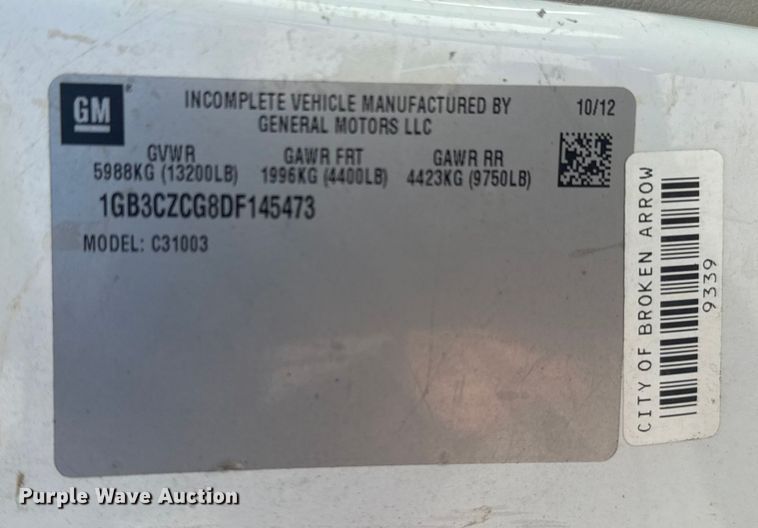 GM
INCOMPLETE VEHICLE MANUFACTURED BY
GENERAL MOTORS LLC
10/12
GVWR GAWR FRT GAWR RR
5988KG (13200LB) 1996KG (4400LB) 4423KG (9750LB)
1GB3CZCG8DF145473
MODEL: C31003
CITY OF BROKEN ARROW
9339
Purple Wave Auction